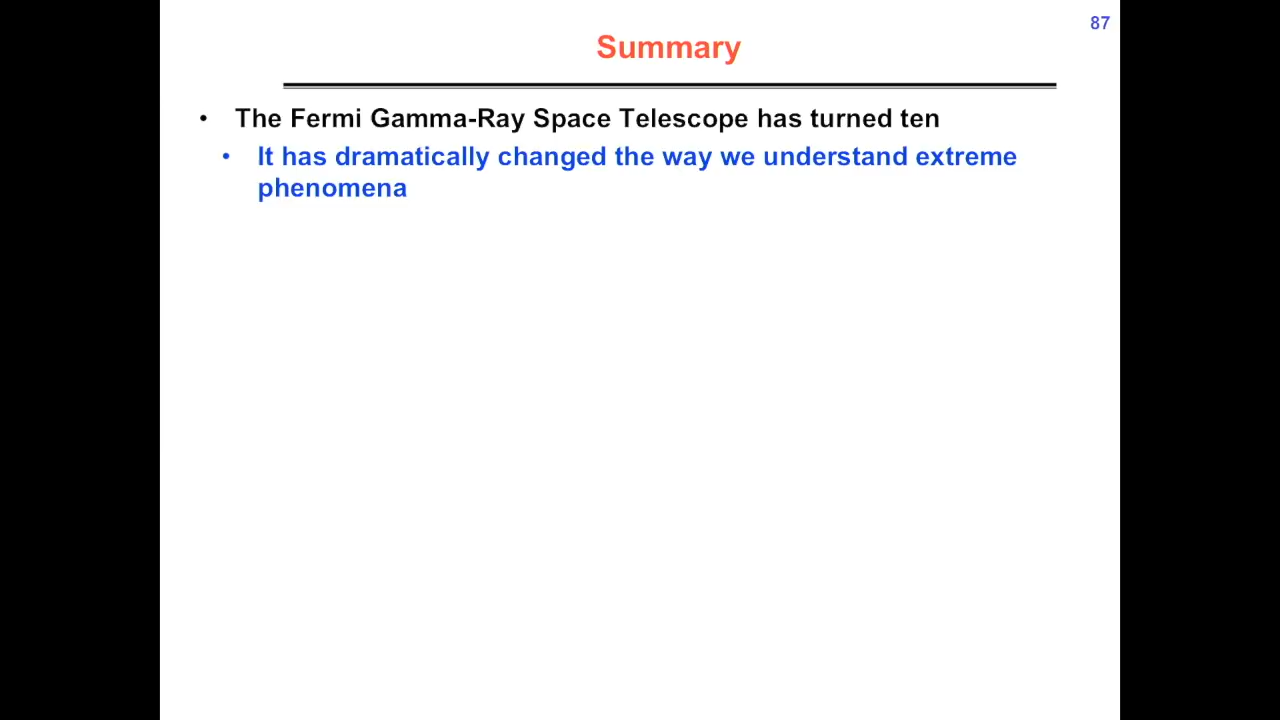 87
Summary
• The Fermi Gamma-Ray Space Telescope has turned ten
• It has dramatically changed the way we understand extreme
phenomena